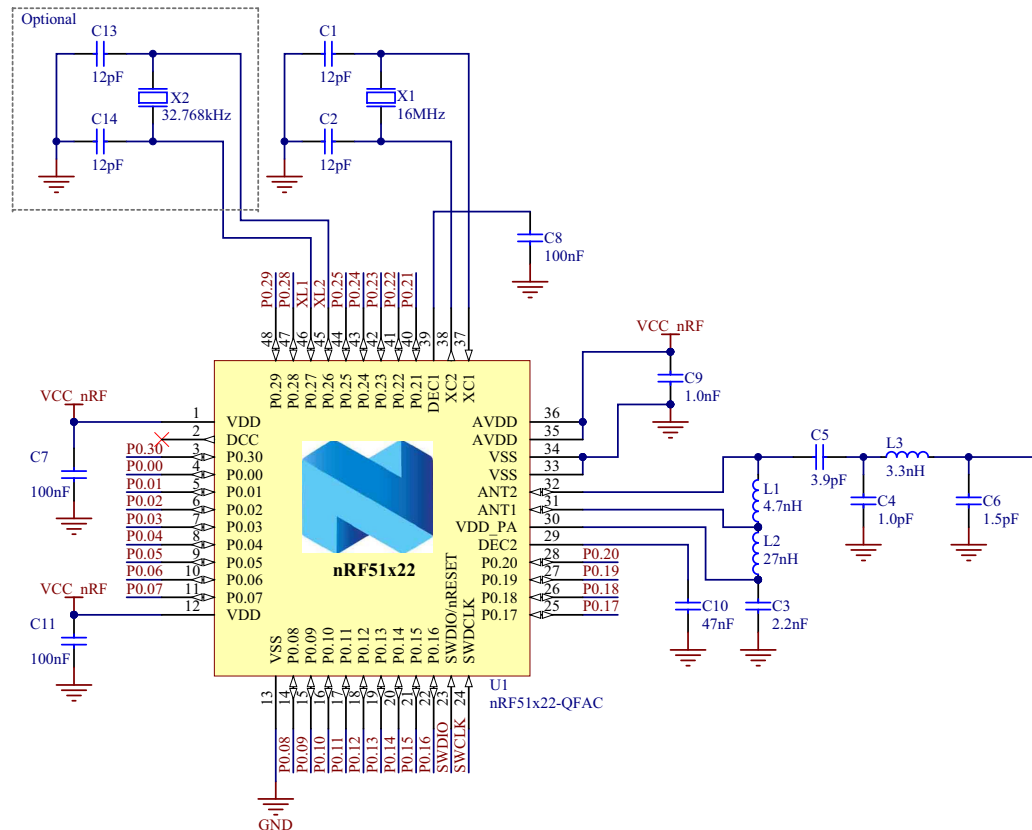 Optional
C13
12pF
X2
32.768kHz
C14
12pF
C1
12pF
X1
16MHz
C2
12pF
C8
100nF
P0.29
P0.28
XL1
XL2
P0.25
P0.24
P0.23
P0.22
P0.21
48
47
46
45
44
43
42
41
40
39
38
37
P0.29
P0.28
P0.27
P0.26
P0.25
P0.24
P0.23
P0.22
P0.21
DEC1
XC2
XC1
VCC_nRF
C7
100nF
1 VDD
2 DCC
P0.30 3 P0.30
P0.00 4 P0.00
P0.01 5 P0.01
P0.02 6 P0.02
P0.03 7 P0.03
P0.04 8 P0.04
P0.05 9 P0.05
P0.06 10 P0.06
P0.07 11 P0.07
VCC_nRF
12 VDD
C11
100nF
nRF51x22
VCC_nRF
C9
1.0nF
AVDD 36
AVDD 35
VSS 34
VSS 33
ANT2 32
ANT1 31
VDD_PA 30
DEC2 29
P0.20 28 P0.20
P0.19 27 P0.19
P0.18 26 P0.18
P0.17 25 P0.17
L1
4.7nH
L2
27nH
C5
3.9pF
L3
3.3nH
C4
1.0pF
C6
1.5pF
C10
47nF
C3
2.2nF
VSS
P0.08
P0.09
P0.10
P0.11
P0.12
P0.13
P0.14
P0.15
P0.16
SWDIO/nRESET
SWDCLK
13
14
15
16
17
18
19
20
21
22
23
24
U1
nRF51x22-QFAC
P0.08
P0.09
P0.10
P0.11
P0.12
P0.13
P0.14
P0.15
P0.16
SWDIO
SWCLK
GND